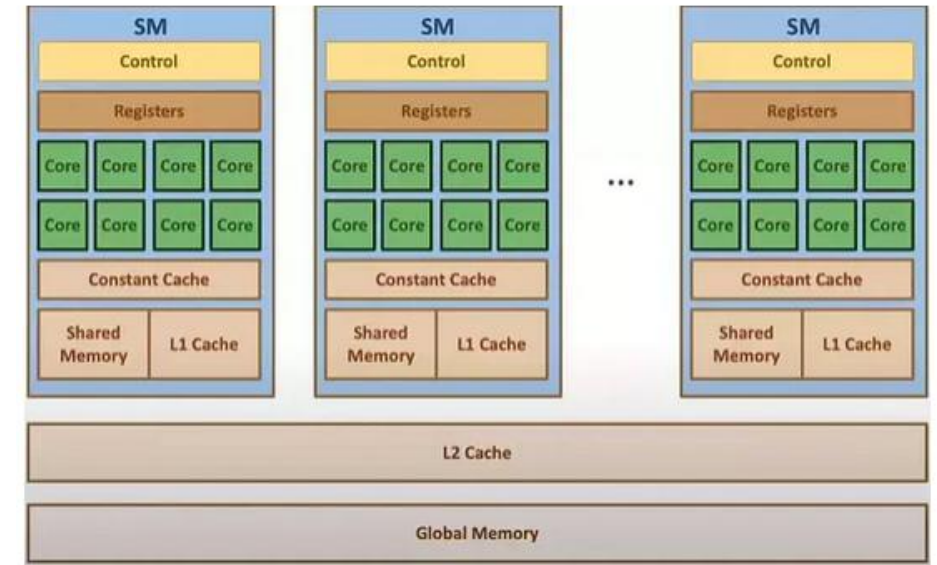 SM
Control
Registers
Core Core Core Core
Core Core Core Core
Constant Cache
Shared
Memory
L1 Cache
SM
Control
Registers
Core Core Core Core
Core Core Core Core
Constant Cache
Shared
Memory
L1 Cache
...
SM
Control
Registers
Core Core Core Core
Core Core Core Core
Constant Cache
Shared
Memory
L1 Cache
L2 Cache
Global Memory